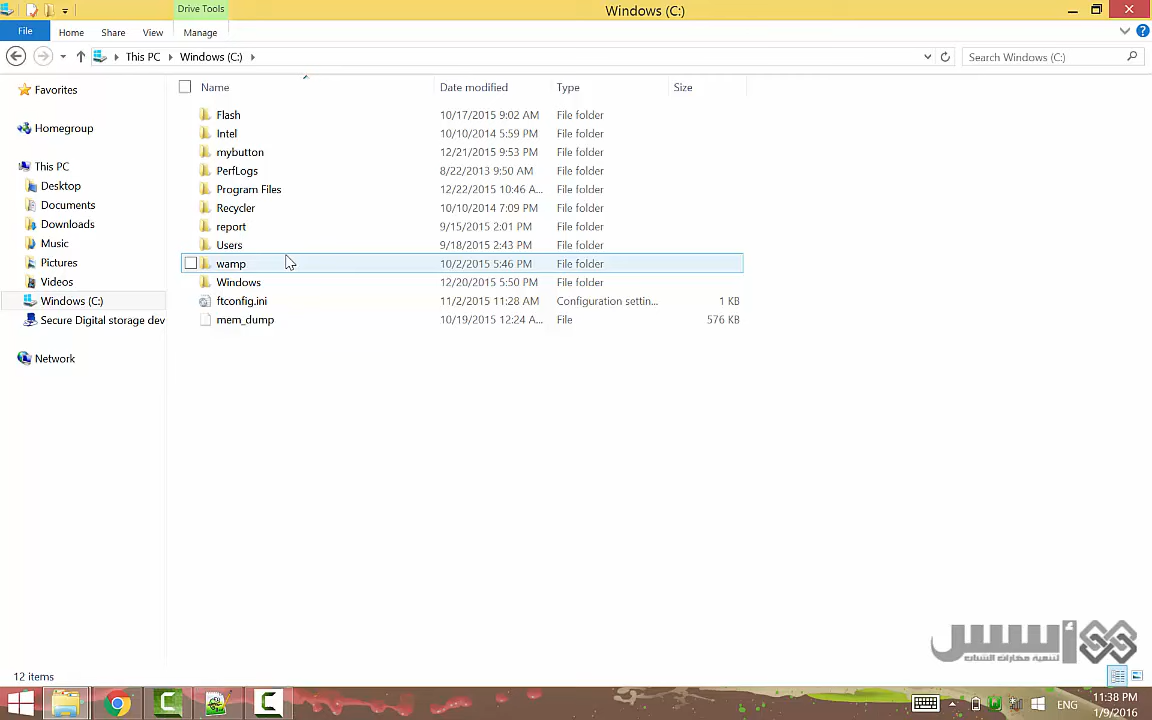 Drive Tools
Windows (C:)
File
Home
Share
View
Manage
This PC
Windows (C:)
Search Windows (C:)
Name
Date modified
Type
Size
Favorites
Homegroup
This PC
Desktop
Documents
Downloads
Music
Pictures
Videos
Windows (C:)
Secure Digital storage dev
Network
Flash 10/17/2015 9:02 AM File folder
Intel 10/10/2014 5:59 PM File folder
mybutton 12/21/2015 9:53 PM File folder
PerfLogs 8/22/2013 9:50 AM File folder
Program Files 12/22/2015 10:46 A... File folder
Recycler 10/10/2014 7:09 PM File folder
report 9/15/2015 2:01 PM File folder
Users 9/18/2015 2:43 PM File folder
wamp 10/2/2015 5:46 PM File folder
Windows 12/20/2015 5:50 PM File folder
ftconfig.ini 11/2/2015 11:28 AM Configuration settin... 1 KB
mem_dump 10/19/2015 12:24 A... File 576 KB
أسس
لتنمية مهارات الشباب
12 items
ENG
11:38 PM
1/9/2016